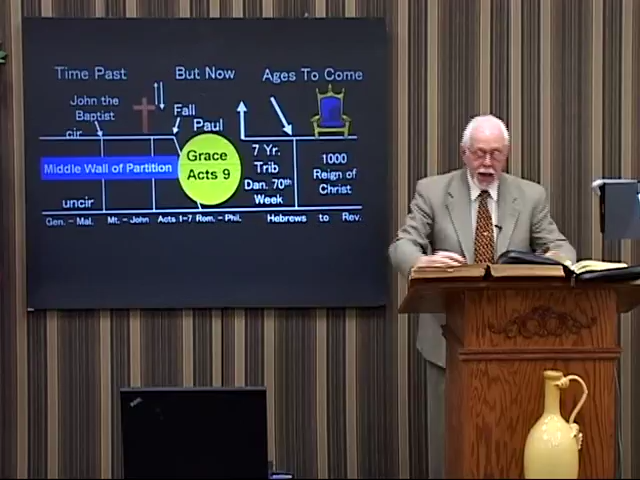 Time Past But Now Ages To Come
John the
Baptist
cir
Fall
Paul
Middle Wall of Partition
Grace
Acts 9
7 Yr.
Trib
Dan. 70th
Week
1000
Reign of
Christ
uncir
Gen. - Mal. Mt. - John Acts 1-7 Rom. - Phil. Hebrews to Rev.